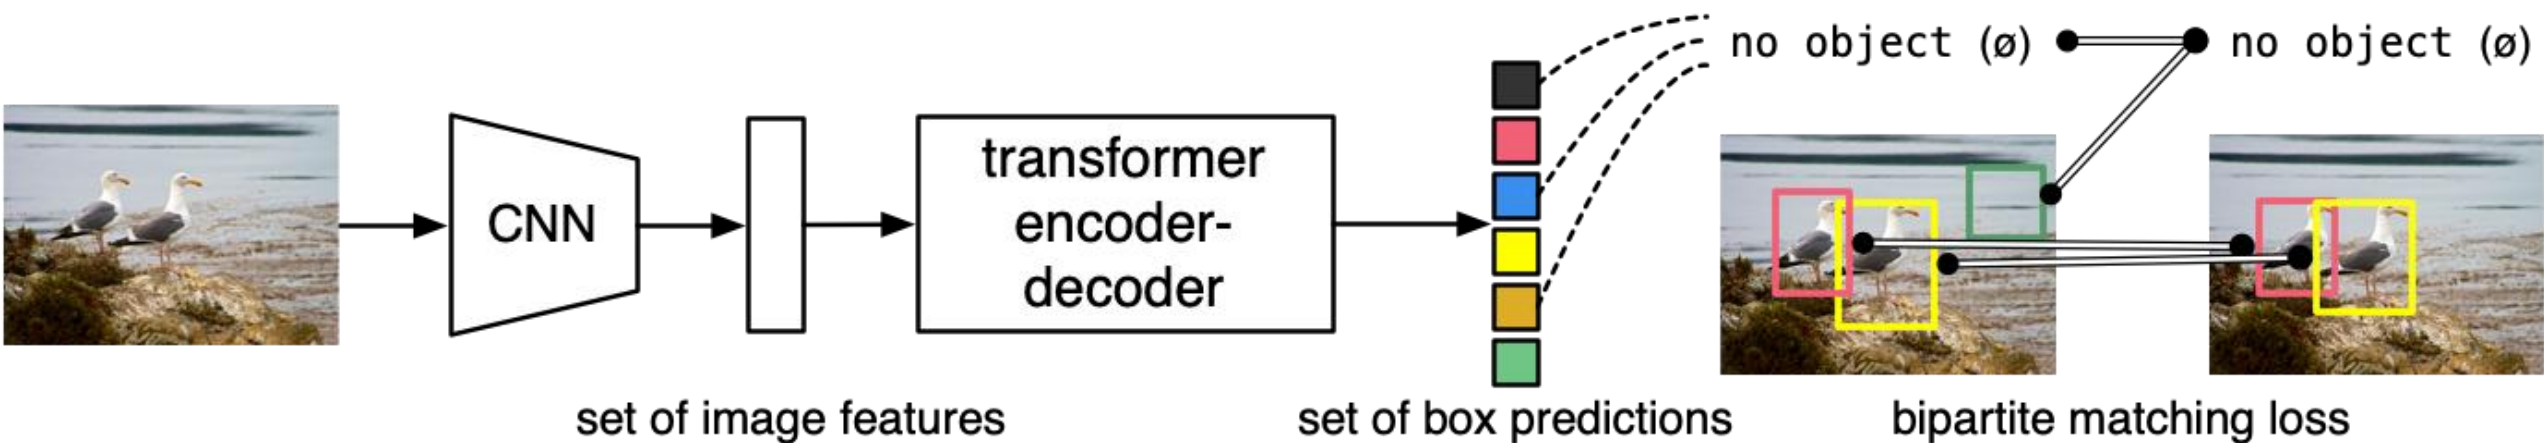 no object (ø)
no object (ø)
CNN
transformer
encoder-
decoder
set of image features
set of box predictions
bipartite matching loss